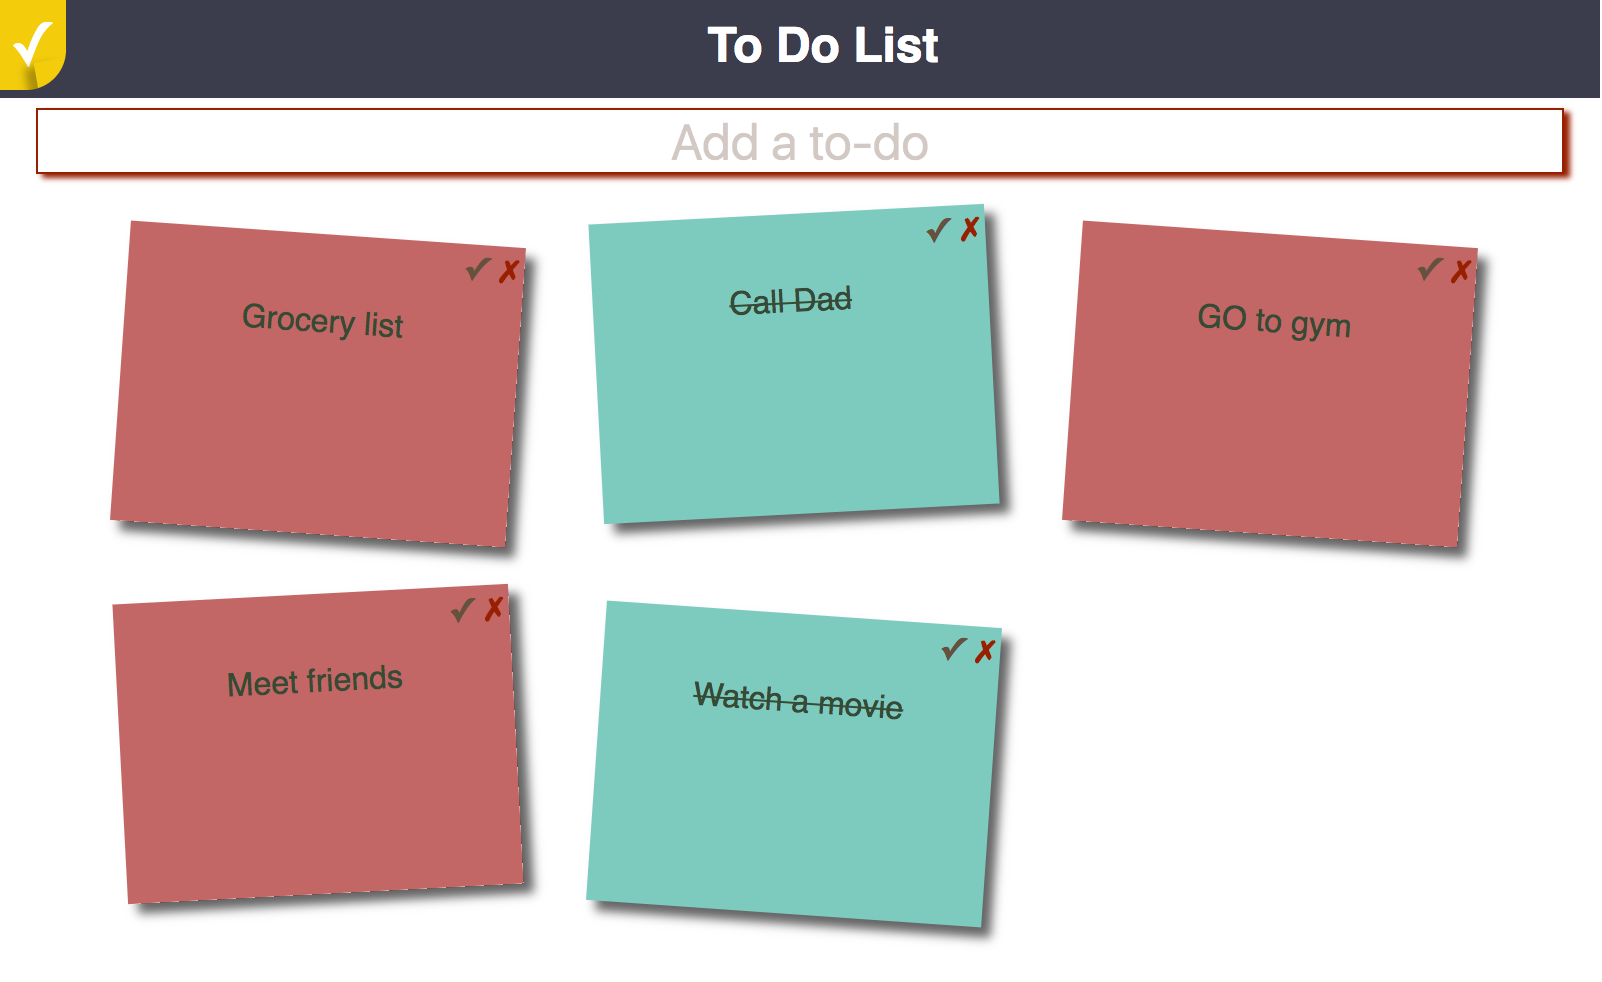 To Do List
Add a to-do
✔ ✗
Grocery list
✔ ✗
Call Dad
✔ ✗
GO to gym
✔ ✗
Meet friends
✔ ✗
Watch a movie